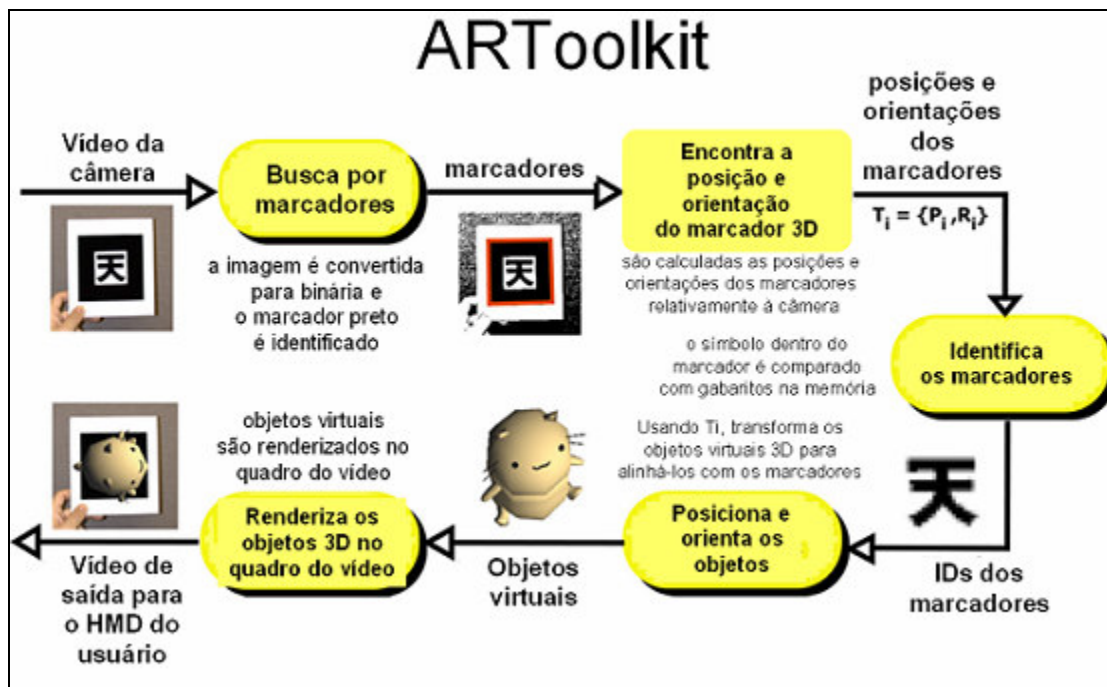 ARToolkit
Vídeo da
câmera
Busca por
marcadores
a imagem é convertida
para binária e
o marcador preto
é identificado
marcadores
Encontra a
posição e
orientação
do marcador 3D
são calculadas as posições e
orientações dos marcadores
relativamente à câmera
posições e
orientações
dos
marcadores
Ti = {Pi,Ri}
天
天
Identifica
os marcadores
o símbolo dentro do
marcador é comparado
com gabaritos na memória
天
IDs dos
marcadores
Usando Ti, transforma os
objetos virtuais 3D para
alinhá-los com os marcadores
Posiciona e
orienta os
objetos
Objetos
virtuais
objetos virtuais
são renderizados no
quadro do vídeo
Renderiza os
objetos 3D no
quadro do vídeo
Vídeo de
saída para
o HMD do
usuário